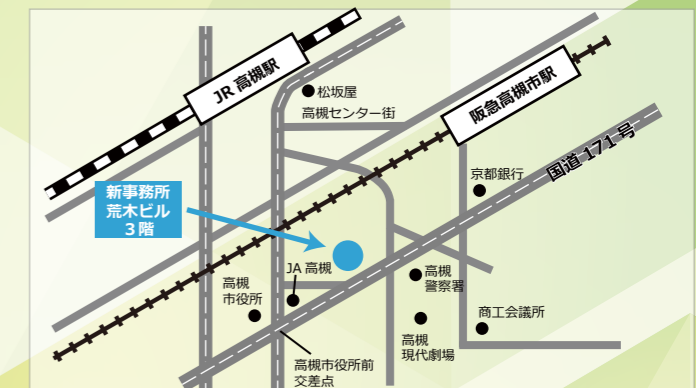 JR 高槻駅
松坂屋
高槻センター街
阪急高槻市駅
国道 171 号
京都銀行
新事務所
荒木ビル
３階
JA 高槻
高槻
市役所
高槻
警察署
商工会議所
高槻
現代劇場
高槻市役所前
交差点